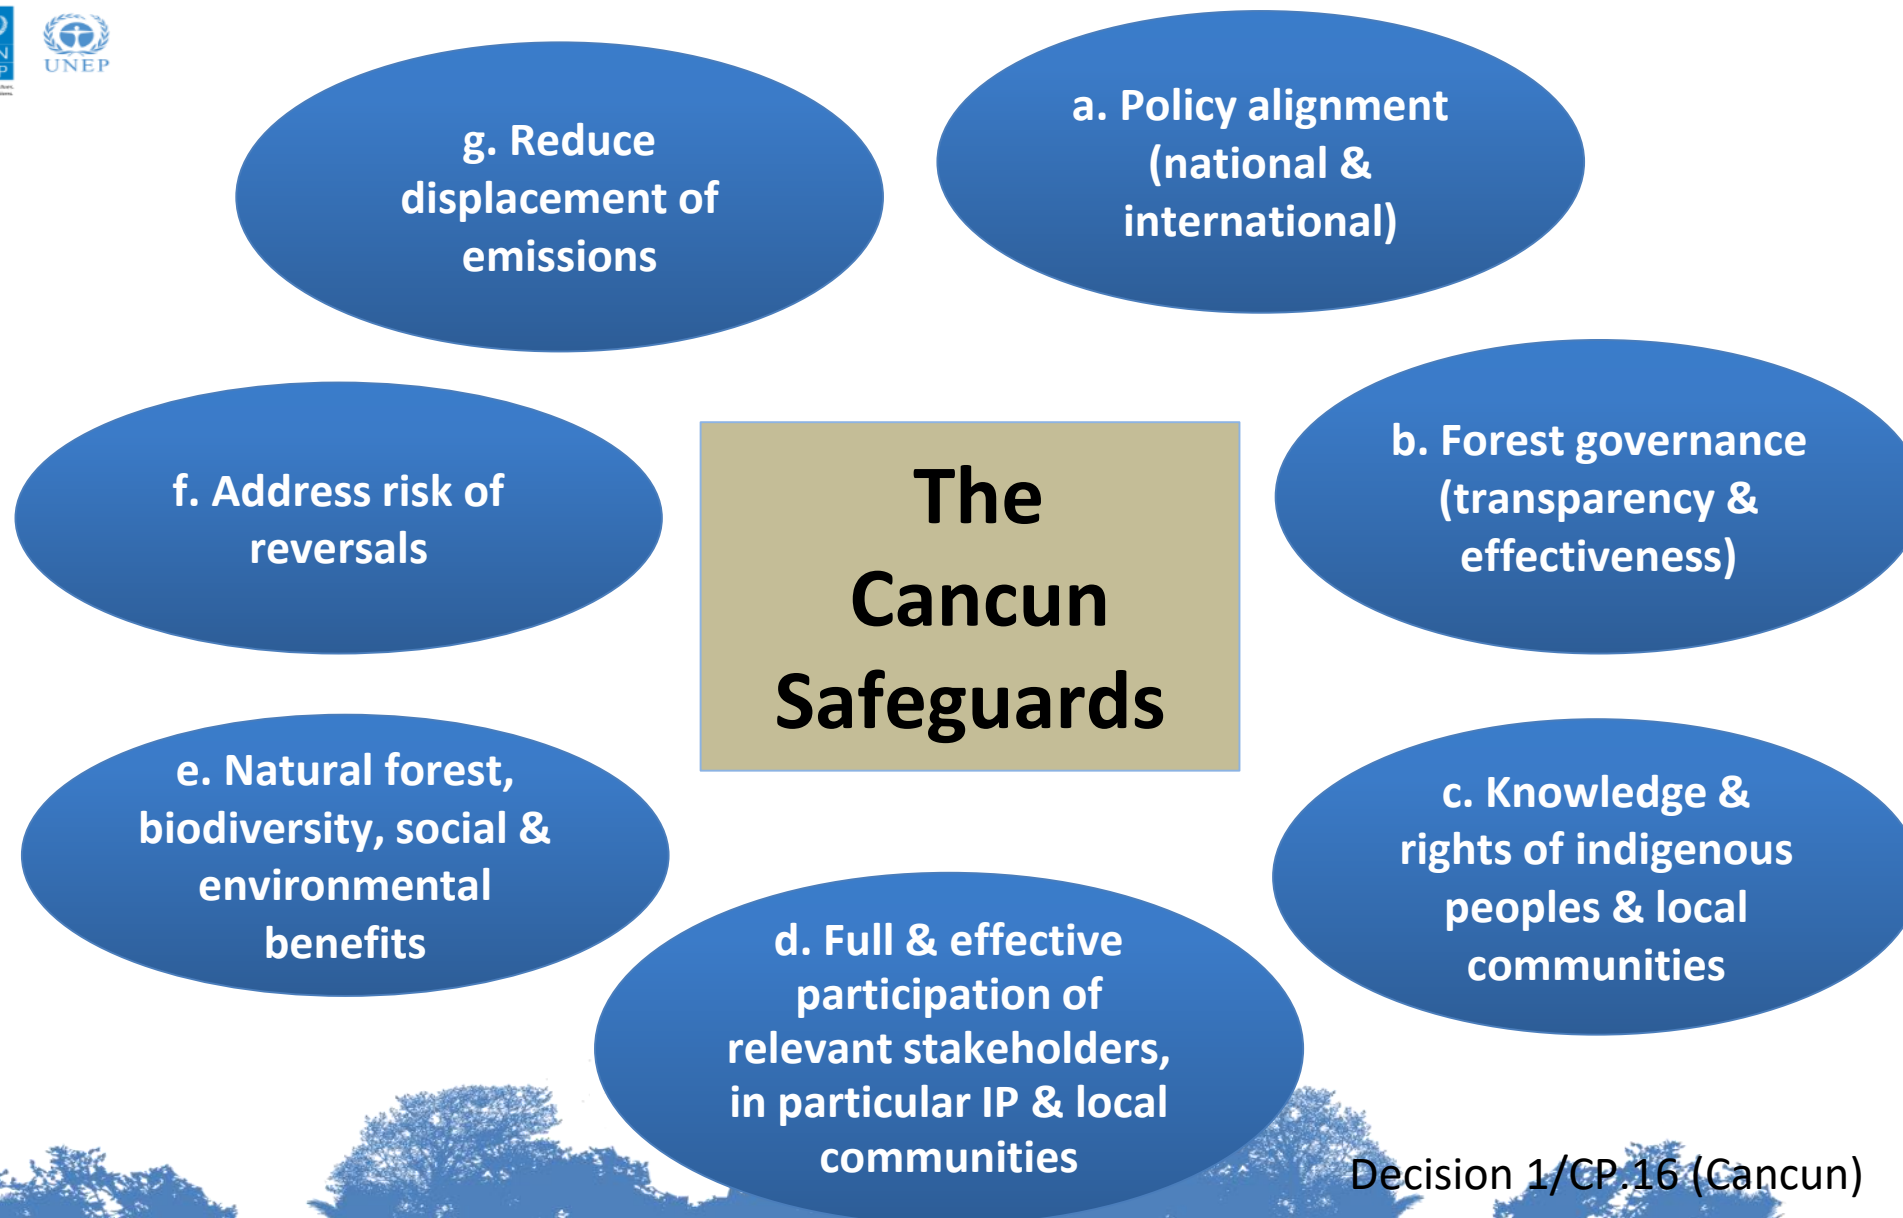 UNEP
a. Policy alignment
(national &
international)
b. Forest governance
(transparency &
effectiveness)
c. Knowledge &
rights of indigenous
peoples & local
communities
d. Full & effective
participation of
relevant stakeholders,
in particular IP & local
communities
e. Natural forest,
biodiversity, social &
environmental
benefits
f. Address risk of
reversals
g. Reduce
displacement of
emissions
The
Cancun
Safeguards
Decision 1/CP.16 (Cancun)